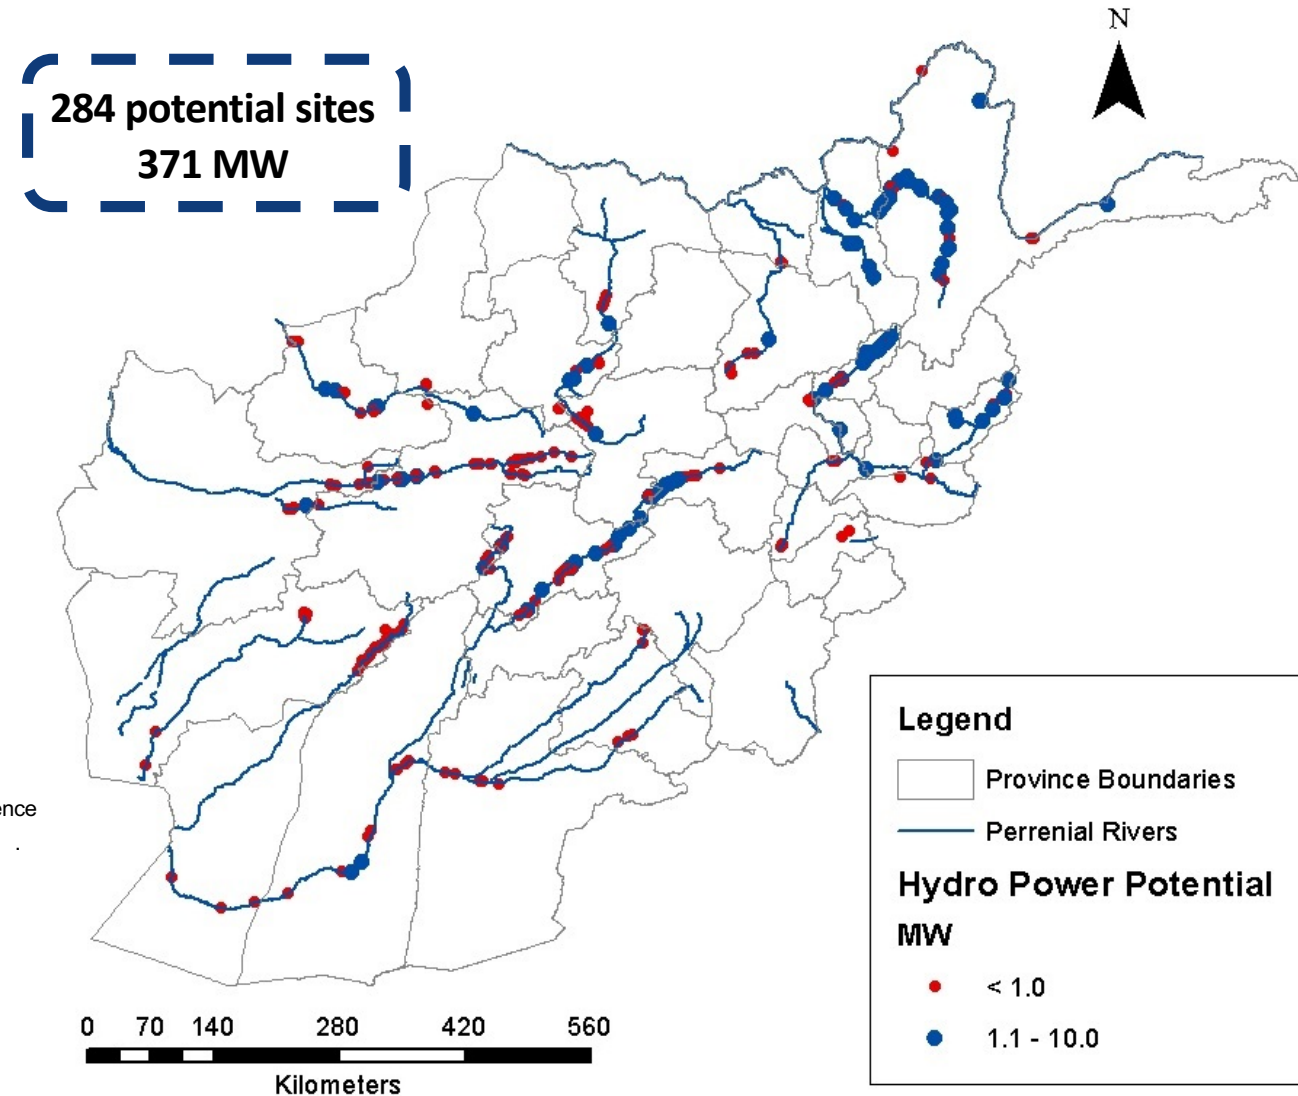 N
284 potential sites
371 MW
ence
.
Legend
Province Boundaries
Perrenial Rivers
Hydro Power Potential
MW
< 1.0
1.1 - 10.0
0 70 140 280 420 560
Kilometers